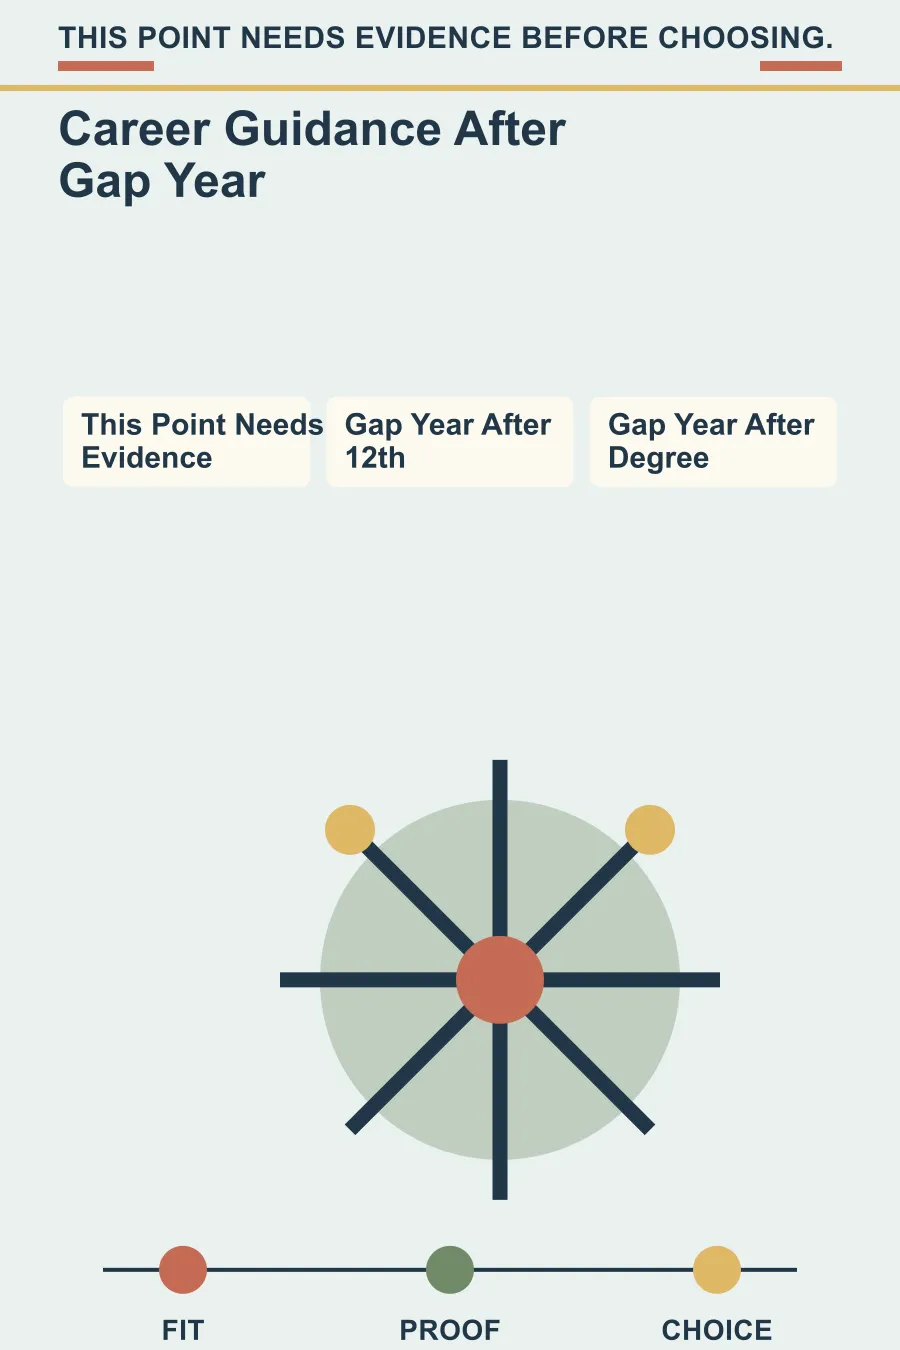 THIS POINT NEEDS EVIDENCE BEFORE CHOOSING.
Career Guidance After
Gap Year
This Point Needs
Evidence
Gap Year After
12th
Gap Year After
Degree
FIT
PROOF
CHOICE